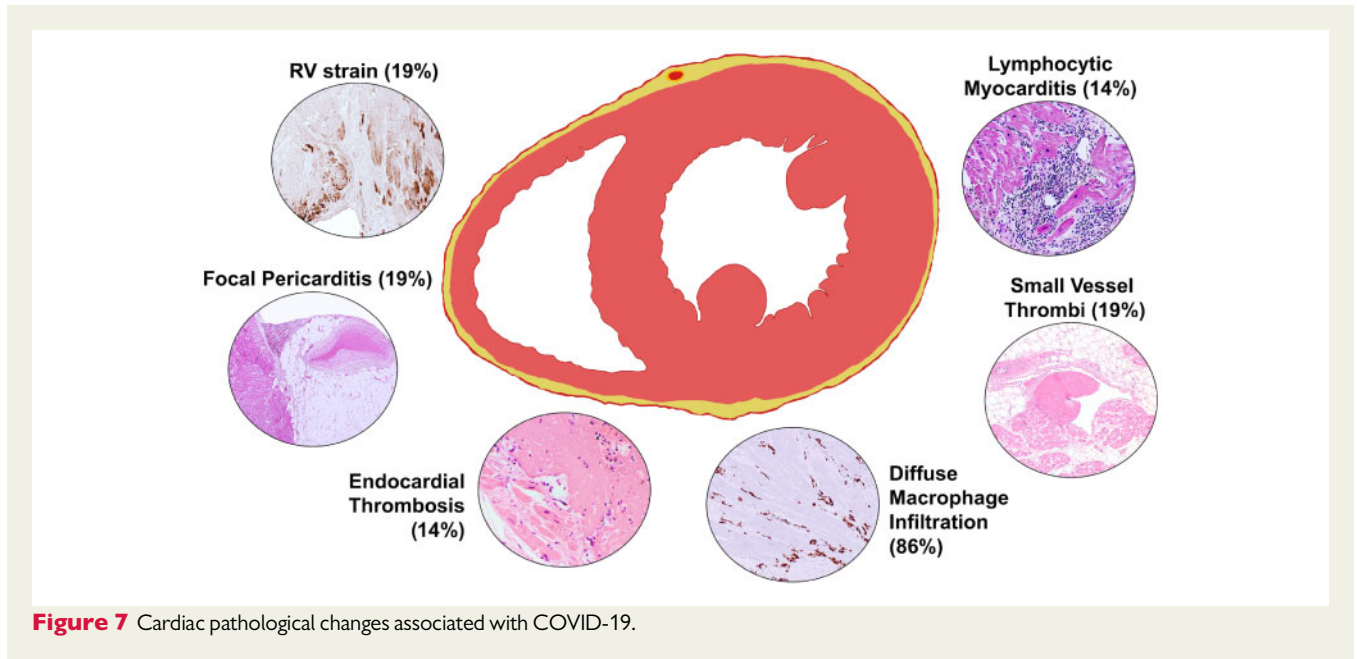 RV strain (19%)
Lymphocytic
Myocarditis (14%)
Focal Pericarditis (19%)
Small Vessel
Thrombi (19%)
Endocardial
Thrombosis
(14%)
Diffuse
Macrophage
Infiltration
(86%)
Figure 7 Cardiac pathological changes associated with COVID-19.